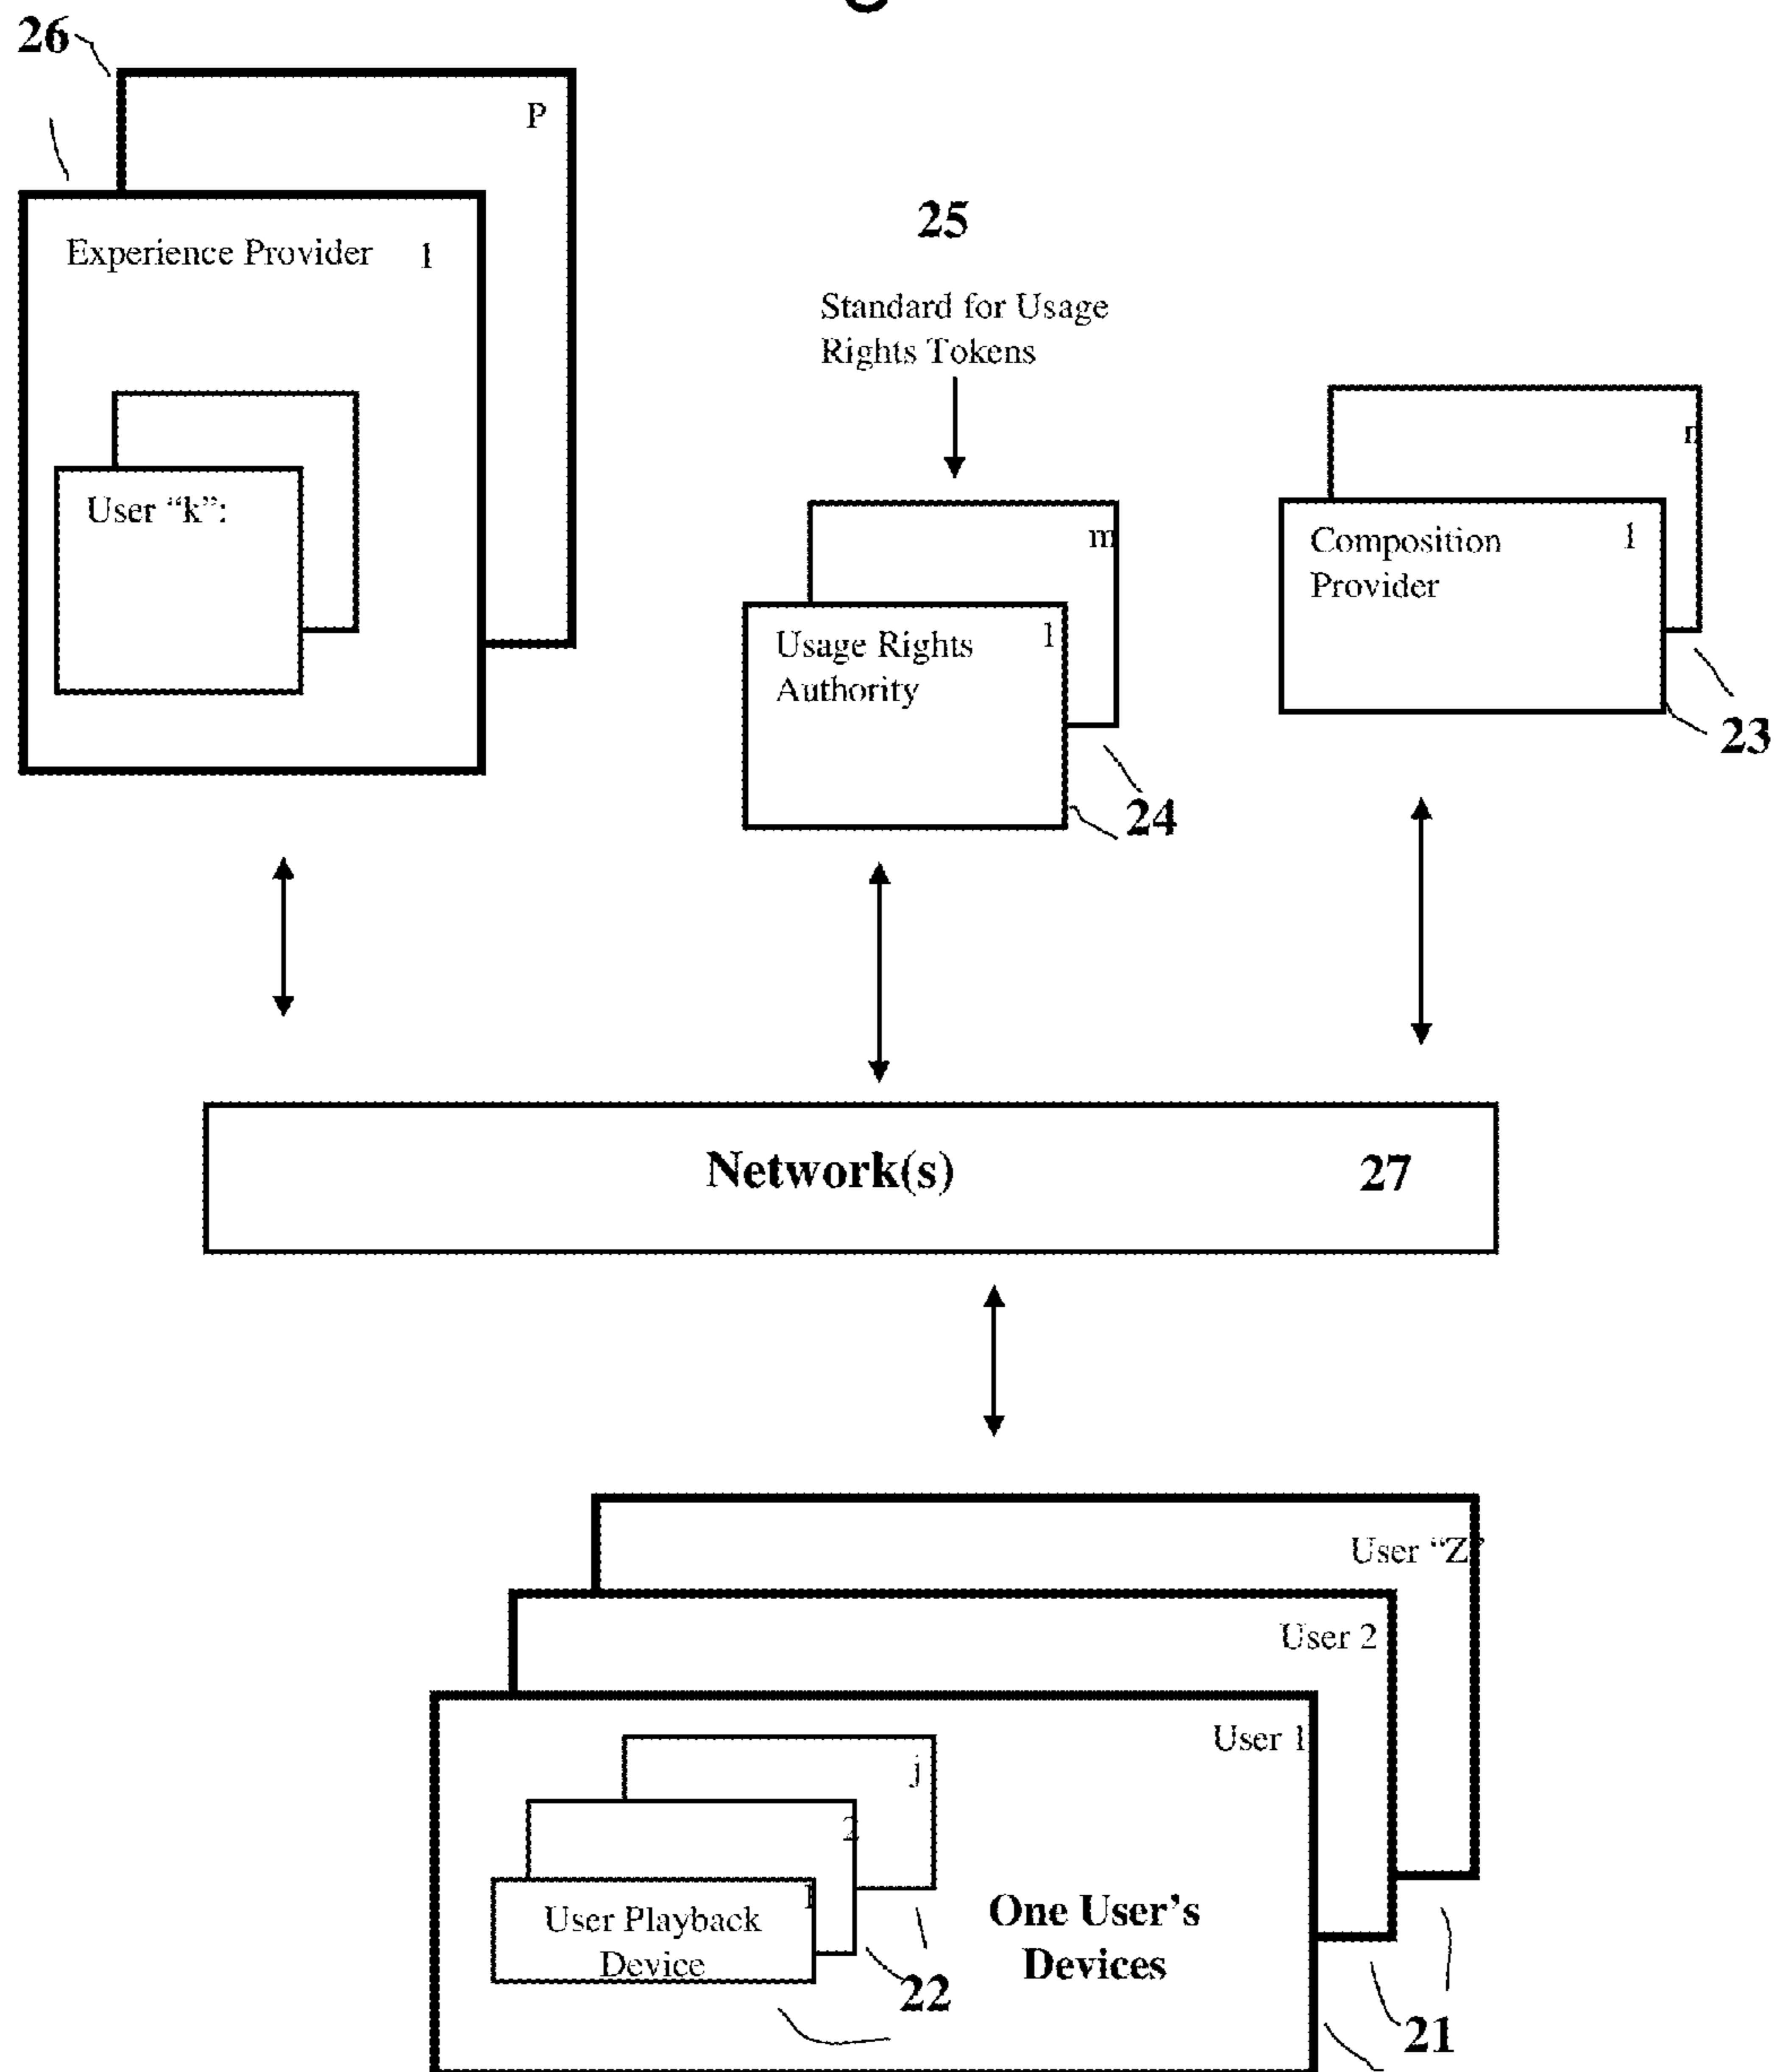 26
P
Experience Provider 1
User “k”:
25
Standard for Usage
Rights Tokens
m
Usage Rights 1
Authority
24
n
Composition 1
Provider
23
Network(s) 27
User “Z”
User 2
User 1
j
2
1
User Playback
Device
One User’s
Devices
22
21